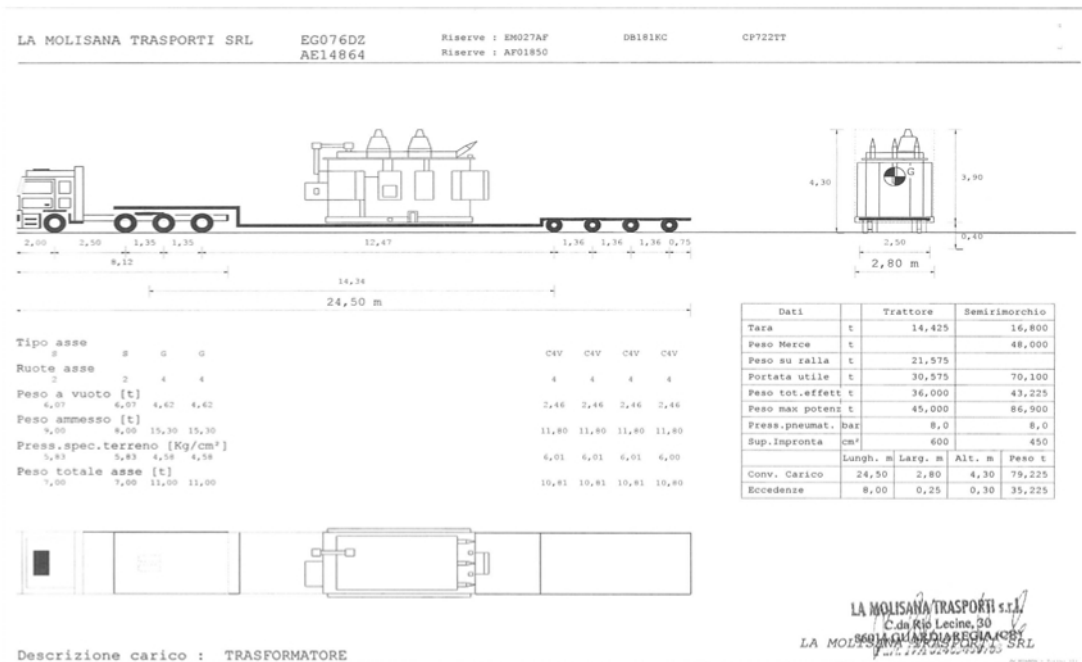 LA MOLISANA TRASPORTI SRL EG076DZ Riserve : EM027AF DB181KC CP722TT
AE14864 Riserve : AF01850
4,30 G 3,90
2,00 2,50 1,35 1,35 12,47 1,36 1,36 1,36 0,75 2,50 0,40
8,12 2,80 m
14,34
24,50 m
Dati Trattore Semirimorchio
Tara t 14,425 16,800
Peso Merce t 48,000
Peso su ralla t 21,575
Portata utile t 30,575 70,100
Peso tot.effett t 36,000 43,225
Peso max potenz t 45,000 86,900
Press.pneumat. bar 8,0 8,0
Sup.Impronta cm² 600 450
Lungh. m Larg. m Alt. m Peso t
Conv. Carico 24,50 2,80 4,30 79,225
Eccedenze 8,00 0,25 0,30 35,225
Tipo asse
S S G G C4V C4V C4V C4V
Ruote asse
2 2 4 4 4 4 4 4
Peso a vuoto [t]
6,07 6,07 4,62 4,62 2,46 2,46 2,46 2,46
Peso ammesso [t]
9,00 8,00 15,30 15,30 11,80 11,80 11,80 11,80
Press.spec.terreno [Kg/cm²]
5,83 5,83 4,58 4,58 6,01 6,01 6,01 6,00
Peso totale asse [t]
7,00 7,00 11,00 11,00 10,81 10,81 10,81 10,80
LA MOLISANA TRASPORTI s.r.l.
C.da Rio Lecine, 30
86014 GUARDIAREGIA (CB)
LA MOLISANA TRASPORTI SRL
Descrizione carico : TRASFORMATORE